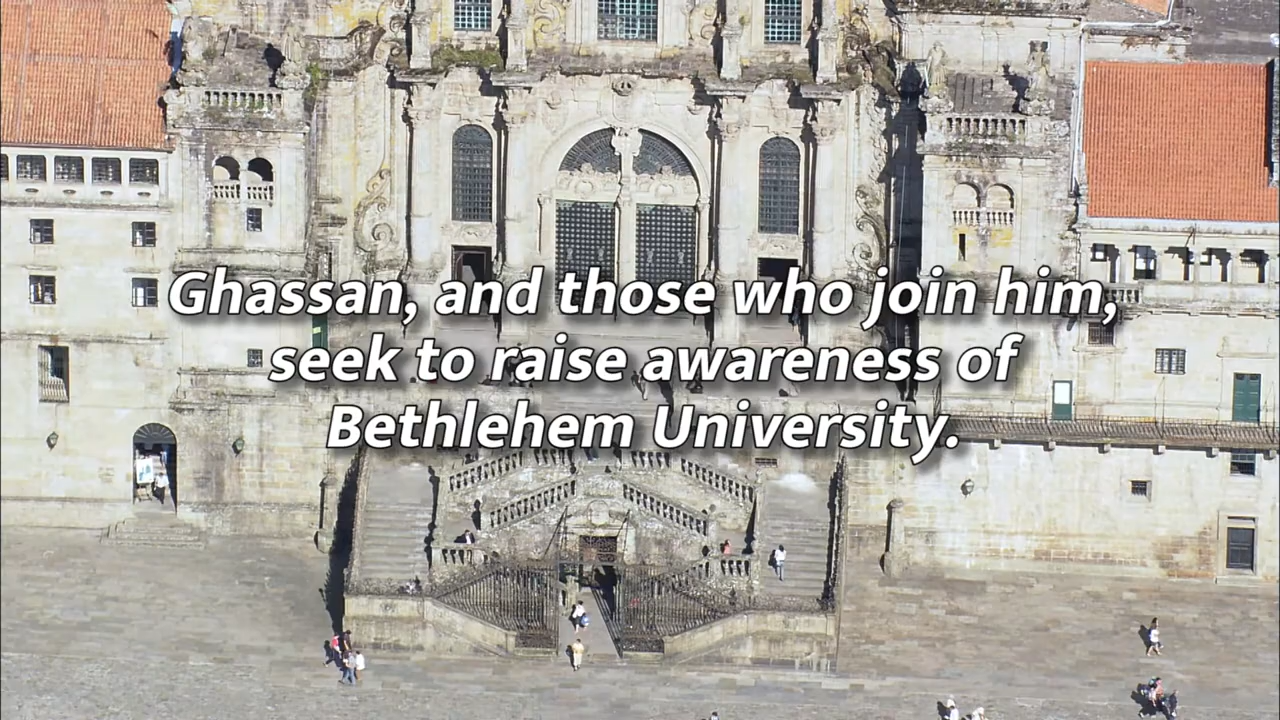 Ghassan, and those who join him,
seek to raise awareness of
Bethlehem University.